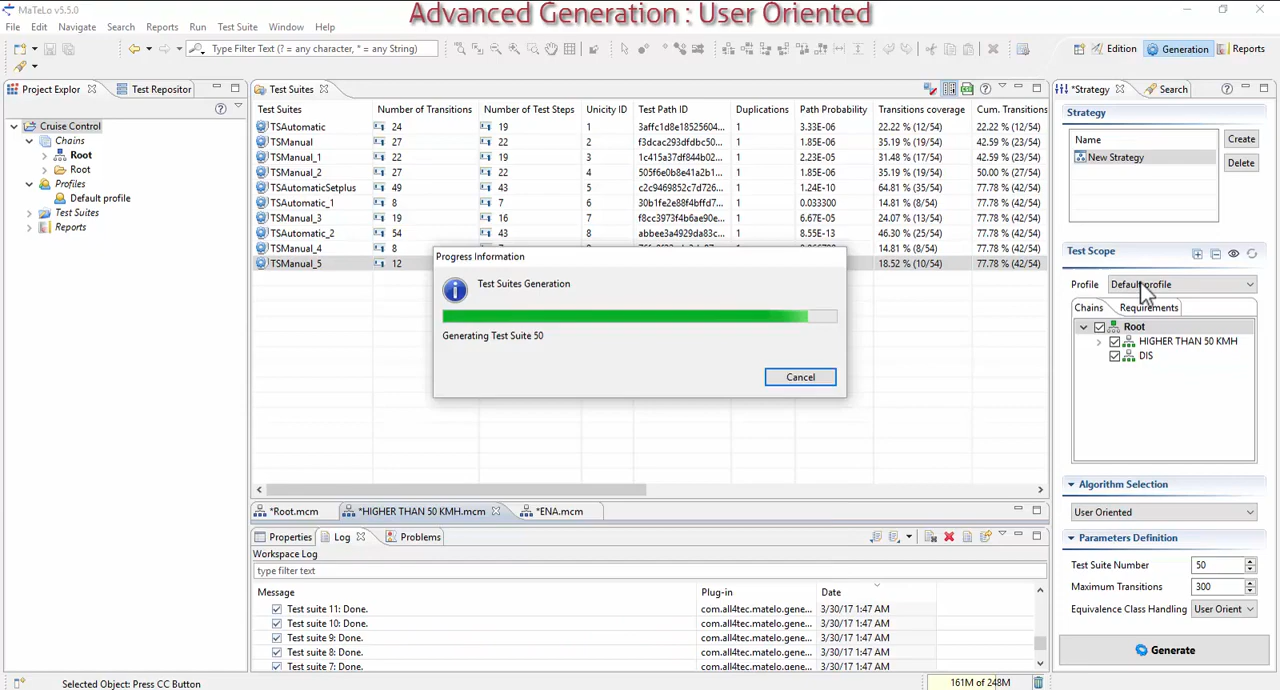 Advanced Generation : User Oriented
MaTeLo v5.5.0
File Edit Navigate Search Reports Run Test Suite Window Help
Type Filter Text (? = any character, * = any String)
Edition Generation Reports
Project Explor Test Repositor
Cruise Control
Chains
Root
Root
Profiles
Default profile
Test Suites
Reports
Test Suites
Test Suites Number of Transitions Number of Test Steps Unicity ID Test Path ID Duplications Path Probability Transitions coverage Cum. Transitions
TSAutomatic 24 19 1 3affc1d8e18525604... 1 3.33E-06 22.22 % (12/54) 22.22 % (12/54)
TSManual 27 22 2 f3dcac293dfdbc50... 1 1.85E-06 35.19 % (19/54) 42.59 % (23/54)
TSManual_1 22 19 3 1c415a37df844b02... 1 2.23E-05 31.48 % (17/54) 42.59 % (23/54)
TSManual_2 27 22 4 505f6e0b8e41a2b1... 1 1.85E-06 35.19 % (19/54) 50.00 % (27/54)
TSAutomaticSetplus 49 43 5 c2c9469852c7d726... 1 1.24E-10 64.81 % (35/54) 77.78 % (42/54)
TSAutomatic_1 8 7 6 30b1fe2e88f4bffd7... 1 0.033300 14.81 % (8/54) 77.78 % (42/54)
TSManual_3 19 16 7 f8cc3973f4b6ae90e... 1 6.67E-05 24.07 % (13/54) 77.78 % (42/54)
TSAutomatic_2 54 43 8 abbee3a4929da83c... 1 8.55E-13 46.30 % (25/54) 77.78 % (42/54)
TSManual_4 8 14.81 % (8/54) 77.78 % (42/54)
TSManual_5 12 18.52 % (10/54) 77.78 % (42/54)
Progress Information
Test Suites Generation
Generating Test Suite 50
Cancel
*Root.mcm *HIGHER THAN 50 KMH.mcm *ENA.mcm
Properties Log Problems
Workspace Log
type filter text
Message Plug-in Date
Test suite 11: Done. com.all4tec.matelo.gene... 3/30/17 1:47 AM
Test suite 10: Done. com.all4tec.matelo.gene... 3/30/17 1:47 AM
Test suite 9: Done. com.all4tec.matelo.gene... 3/30/17 1:47 AM
Test suite 8: Done. com.all4tec.matelo.gene... 3/30/17 1:47 AM
Test suite 7: Done. com.all4tec.matelo.gene... 3/30/17 1:47 AM
*Strategy Search
Strategy
Name
New Strategy
Create
Delete
Test Scope
Profile Default profile
Chains Requirements
Root
HIGHER THAN 50 KMH
DIS
Algorithm Selection
User Oriented
Parameters Definition
Test Suite Number 50
Maximum Transitions 300
Equivalence Class Handling User Orient
Generate
Selected Object: Press CC Button
161M of 248M